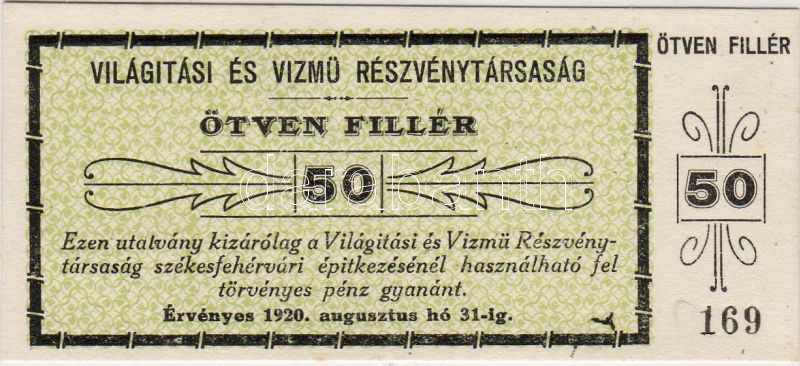 VILÁGITÁSI ÉS VIZMÜ RÉSZVÉNYTÁRSASÁG
ÖTVEN FILLÉR
50
Ezen utalvány kizárólag a Világitási és Vizmü Részvény-
társaság székesfehérvári épitkezésénél használható fel
törvényes pénz gyanánt.
Érvényes 1920. augusztus hó 31-ig.
ÖTVEN FILLÉR
50
169
darabanth